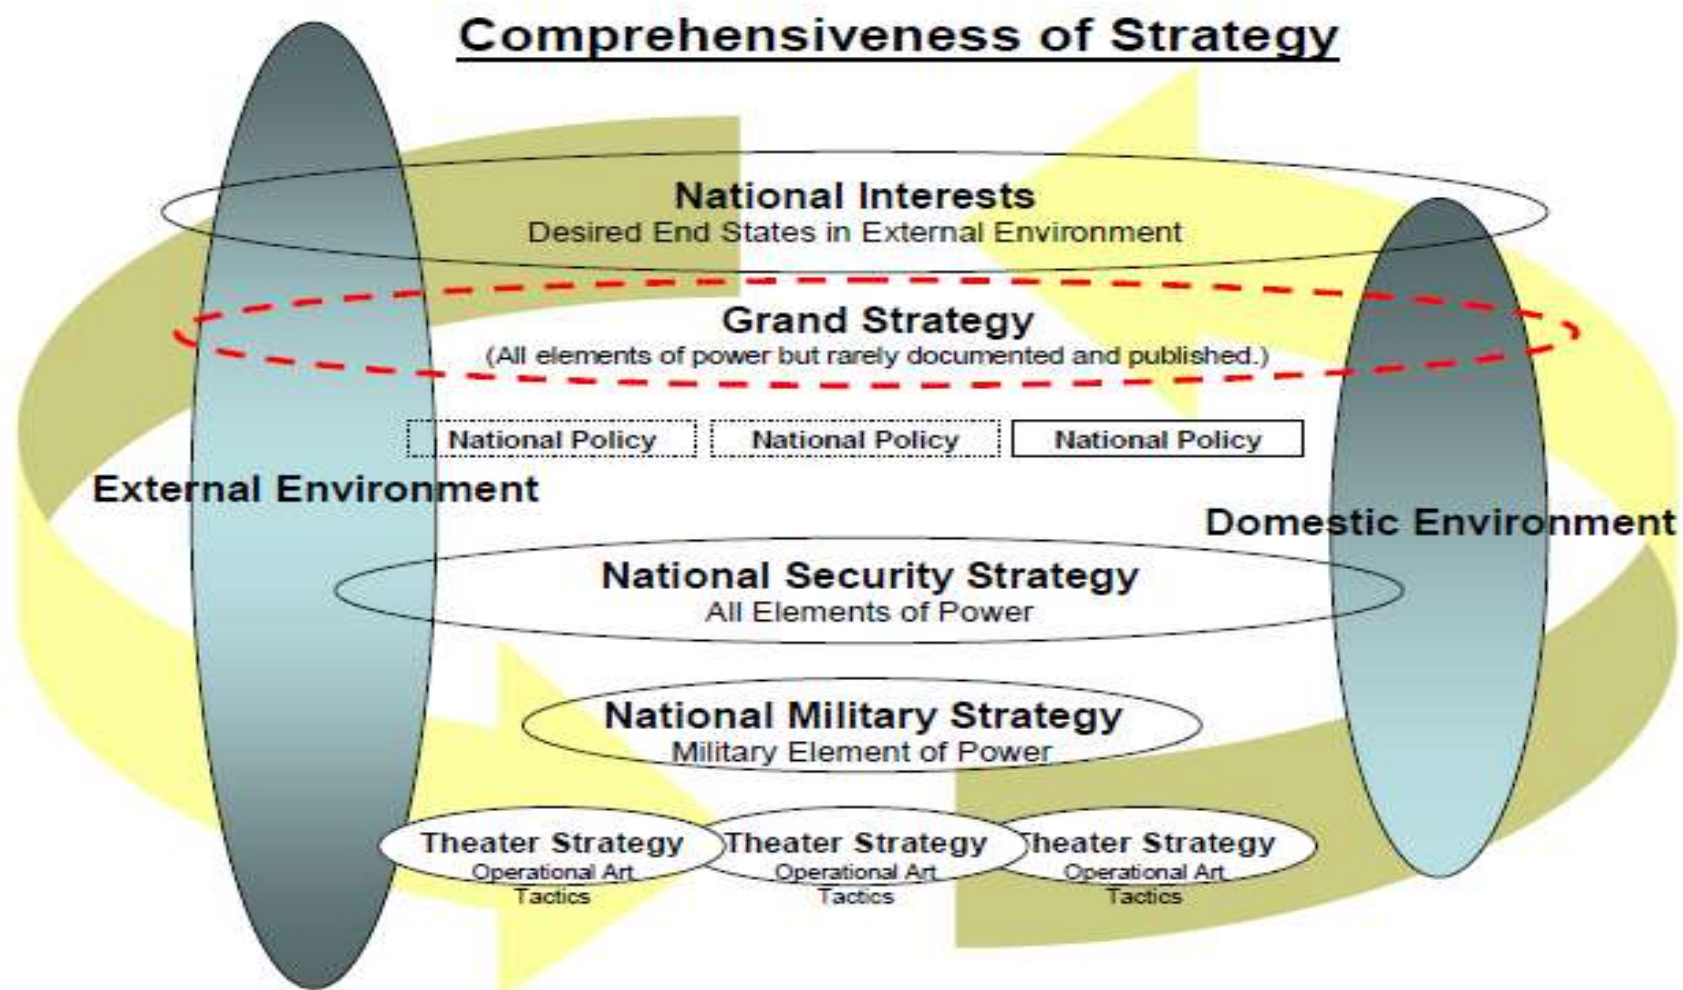 Comprehensiveness of Strategy
National Interests
Desired End States in External Environment
Grand Strategy
(All elements of power but rarely documented and published.)
National Policy
National Policy
National Policy
External Environment
Domestic Environment
National Security Strategy
All Elements of Power
National Military Strategy
Military Element of Power
Theater Strategy
Operational Art
Tactics
Theater Strategy
Operational Art
Tactics
Theater Strategy
Operational Art
Tactics